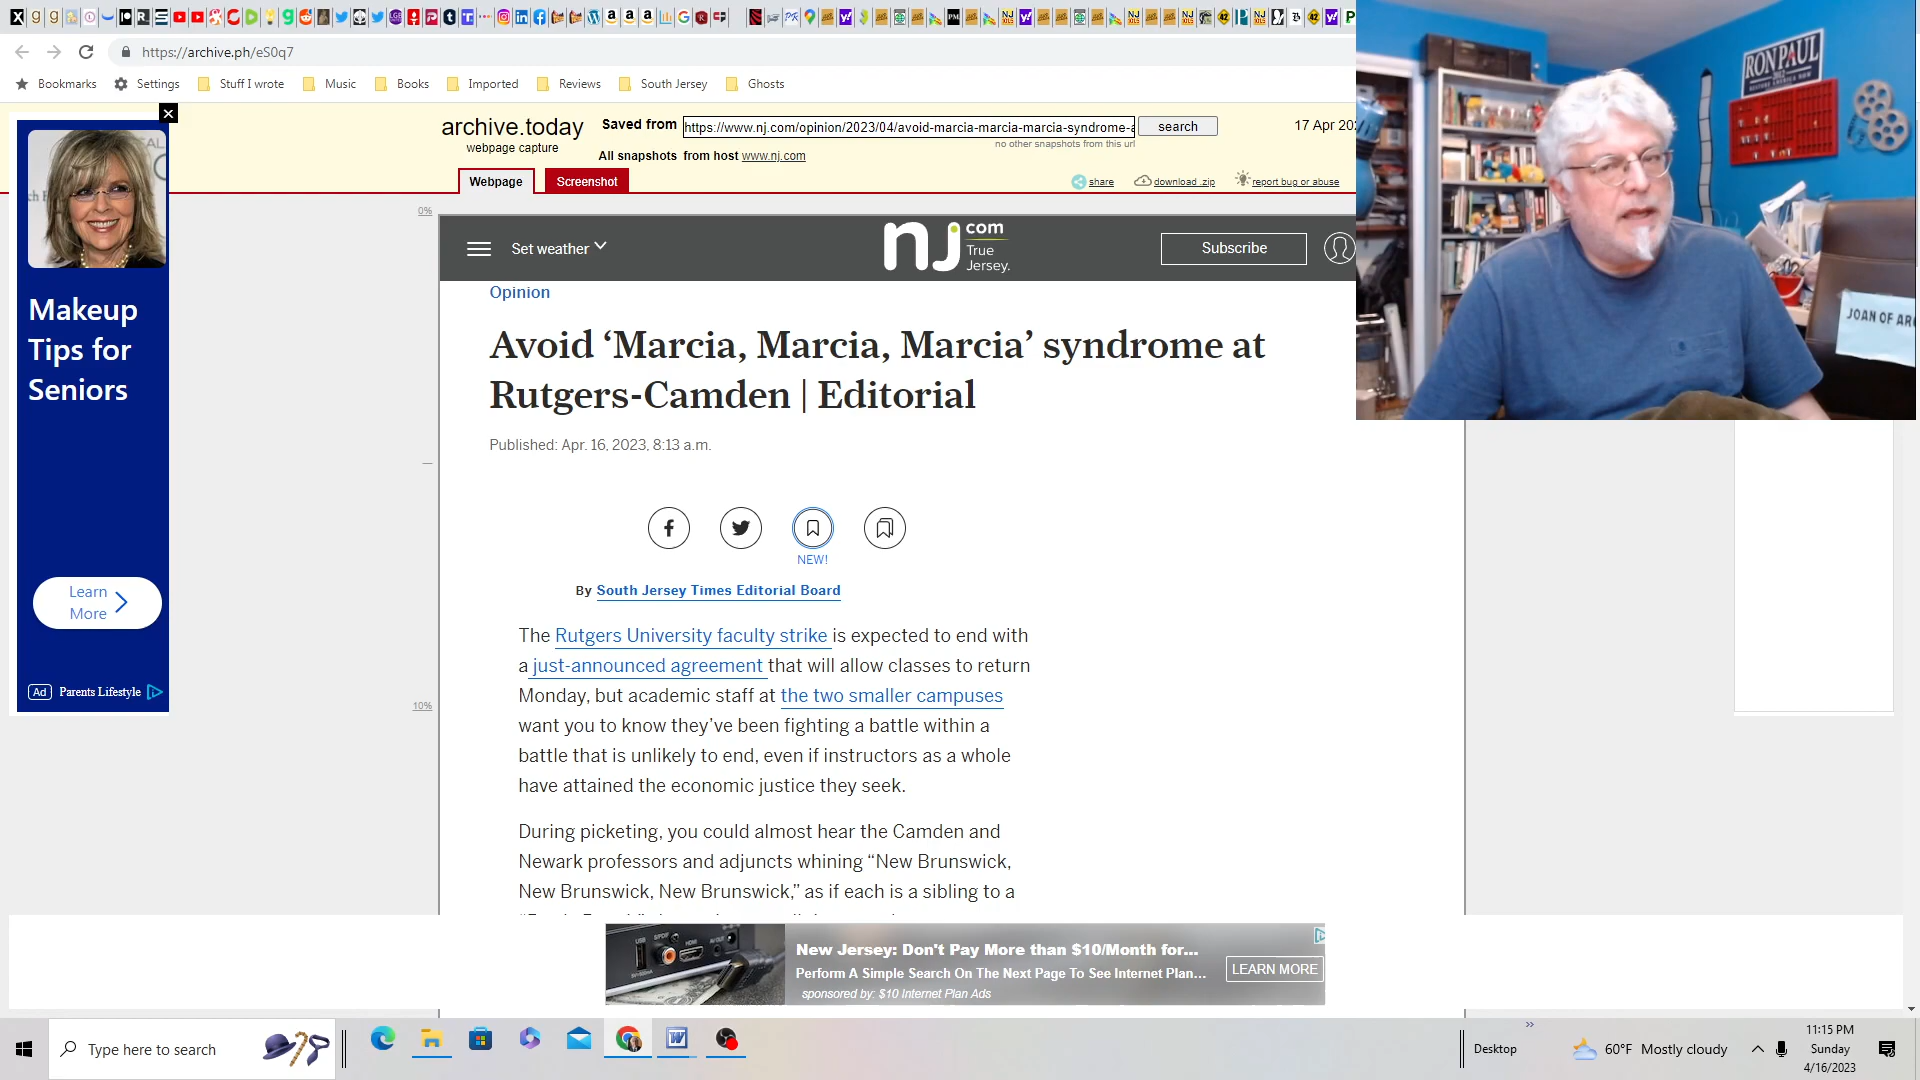 https://archive.ph/eS0q7
Bookmarks
Settings
Stuff I wrote
Music
Books
Imported
Reviews
South Jersey
Ghosts
archive.today
webpage capture
Saved from
https://www.nj.com/opinion/2023/04/avoid-marcia-marcia-marcia-syndrome-a
search
no other snapshots from this url
17 Apr 20
All snapshots from host www.nj.com
Webpage
Screenshot
share
download .zip
report bug or abuse
0%
10%
Set weather
nj
com
True
Jersey.
Subscribe
Opinion
Avoid ‘Marcia, Marcia, Marcia’ syndrome at
Rutgers-Camden | Editorial
Published: Apr. 16, 2023, 8:13 a.m.
NEW!
By South Jersey Times Editorial Board
The Rutgers University faculty strike is expected to end with
a just-announced agreement that will allow classes to return
Monday, but academic staff at the two smaller campuses
want you to know they’ve been fighting a battle within a
battle that is unlikely to end, even if instructors as a whole
have attained the economic justice they seek.
During picketing, you could almost hear the Camden and
Newark professors and adjuncts whining “New Brunswick,
New Brunswick, New Brunswick,” as if each is a sibling to a
Makeup
Tips for
Seniors
Learn
More
Ad Parents Lifestyle
RON PAUL
JOAN OF AR
New Jersey: Don't Pay More than $10/Month for...
Perform A Simple Search On The Next Page To See Internet Plan...
sponsored by: $10 Internet Plan Ads
LEARN MORE
Type here to search
Desktop
60°F Mostly cloudy
11:15 PM
Sunday
4/16/2023